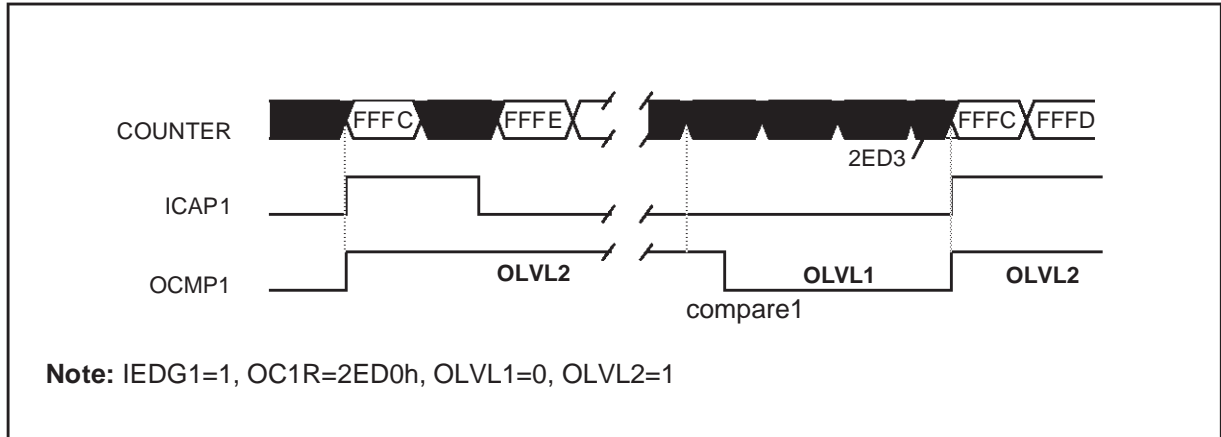 COUNTER FFFC FFFE 2ED3 FFFC FFFD
ICAP1
OCMP1 OLVL2 compare1 OLVL1 OLVL2
Note: IEDG1=1, OC1R=2ED0h, OLVL1=0, OLVL2=1